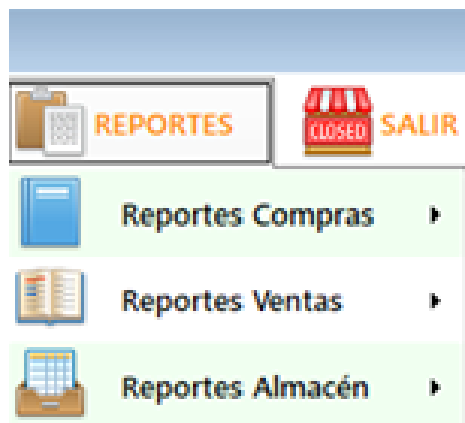 REPORTES
CLOSED
SALIR
Reportes Compras
Reportes Ventas
Reportes Almacén